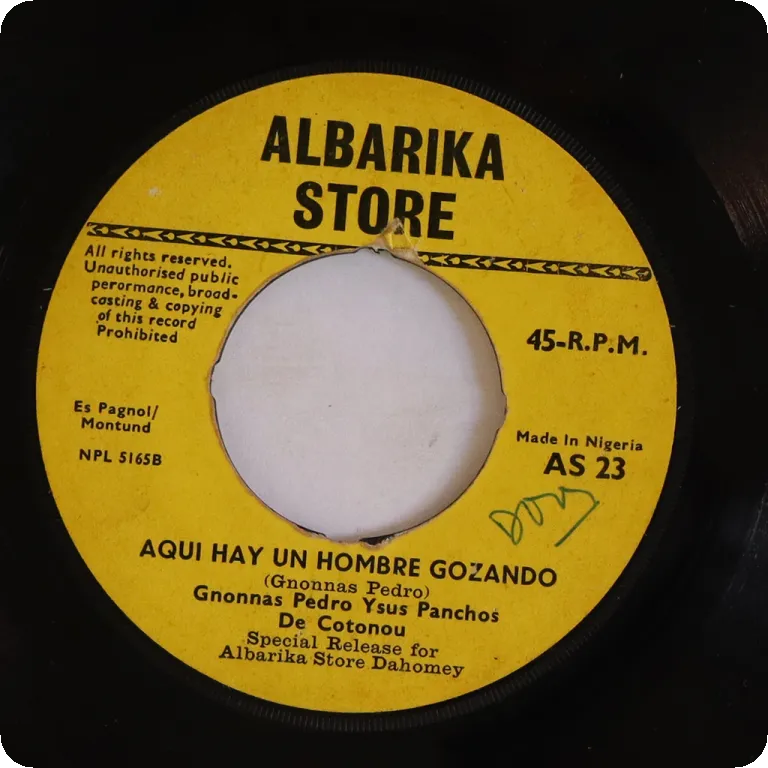 ALBARIKA
STORE
All rights reserved.
Unauthorised public
perormance, broad-
casting & copying
of this record
Prohibited
45-R.P.M.
Es Pagnol/
Montund
NPL 5165B
Made In Nigeria
AS 23
AQUI HAY UN HOMBRE GOZANDO
(Gnonnas Pedro)
Gnonnas Pedro Ysus Panchos
De Cotonou
Special Release for
Albarika Store Dahomey